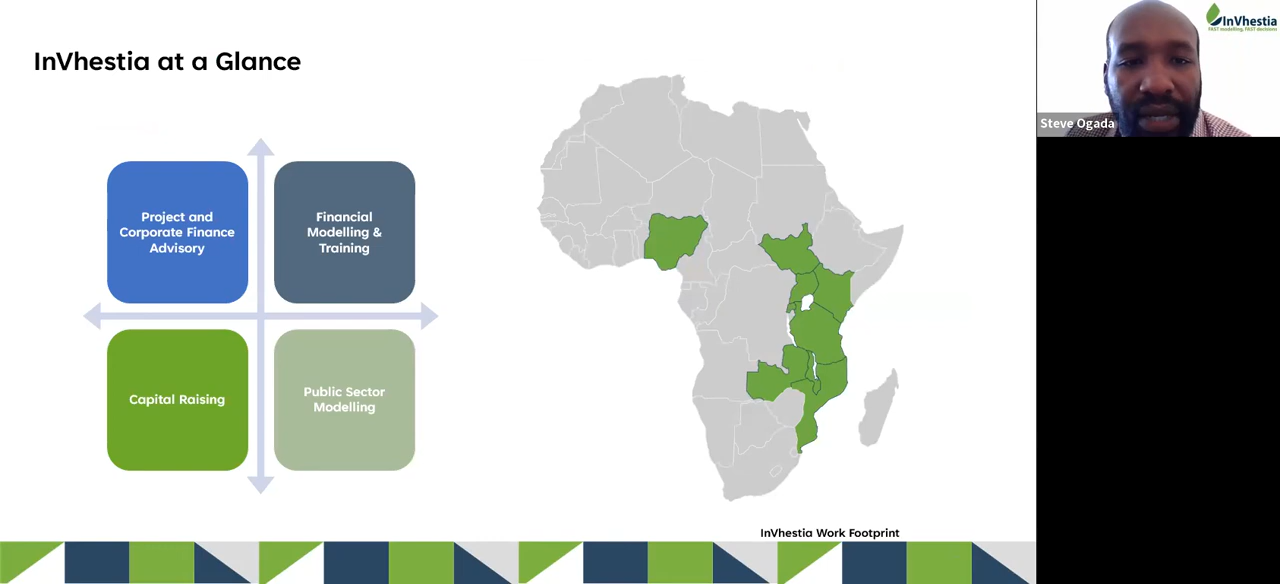 InVhestia at a Glance
Project and
Corporate Finance
Advisory
Financial
Modelling &
Training
Capital Raising
Public Sector
Modelling
InVhestia Work Footprint
InVhestia
FAST modelling, FAST decisions
Steve Ogada